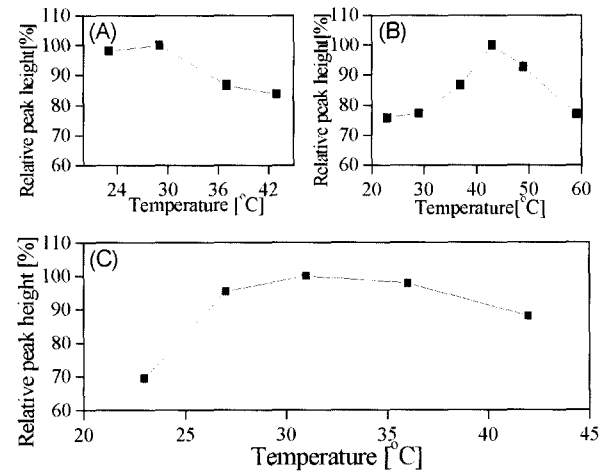 (A)
Relative peak height[%]
110
100
90
80
70
60
24 30 36 42
Temperature [°C]
(B)
Relative peak height[%]
110
100
90
80
70
60
20 30 40 50 60
Temperature[°C]
(C)
Relative peak height [%]
110
100
90
80
70
60
20 25 30 35 40 45
Temperature [°C]